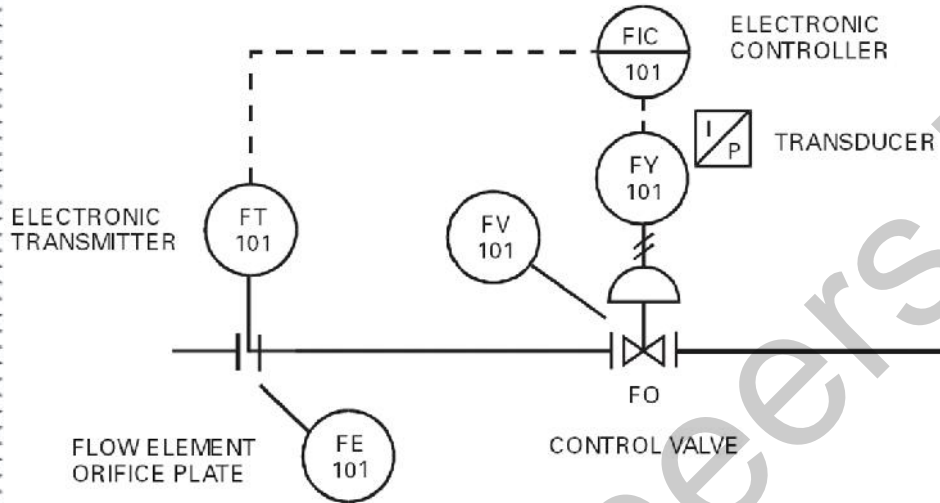 FIC
101
ELECTRONIC
CONTROLLER
I
P
TRANSDUCER
FY
101
ELECTRONIC
TRANSMITTER
FT
101
FV
101
FO
CONTROL VALVE
FLOW ELEMENT
ORIFICE PLATE
FE
101
eers